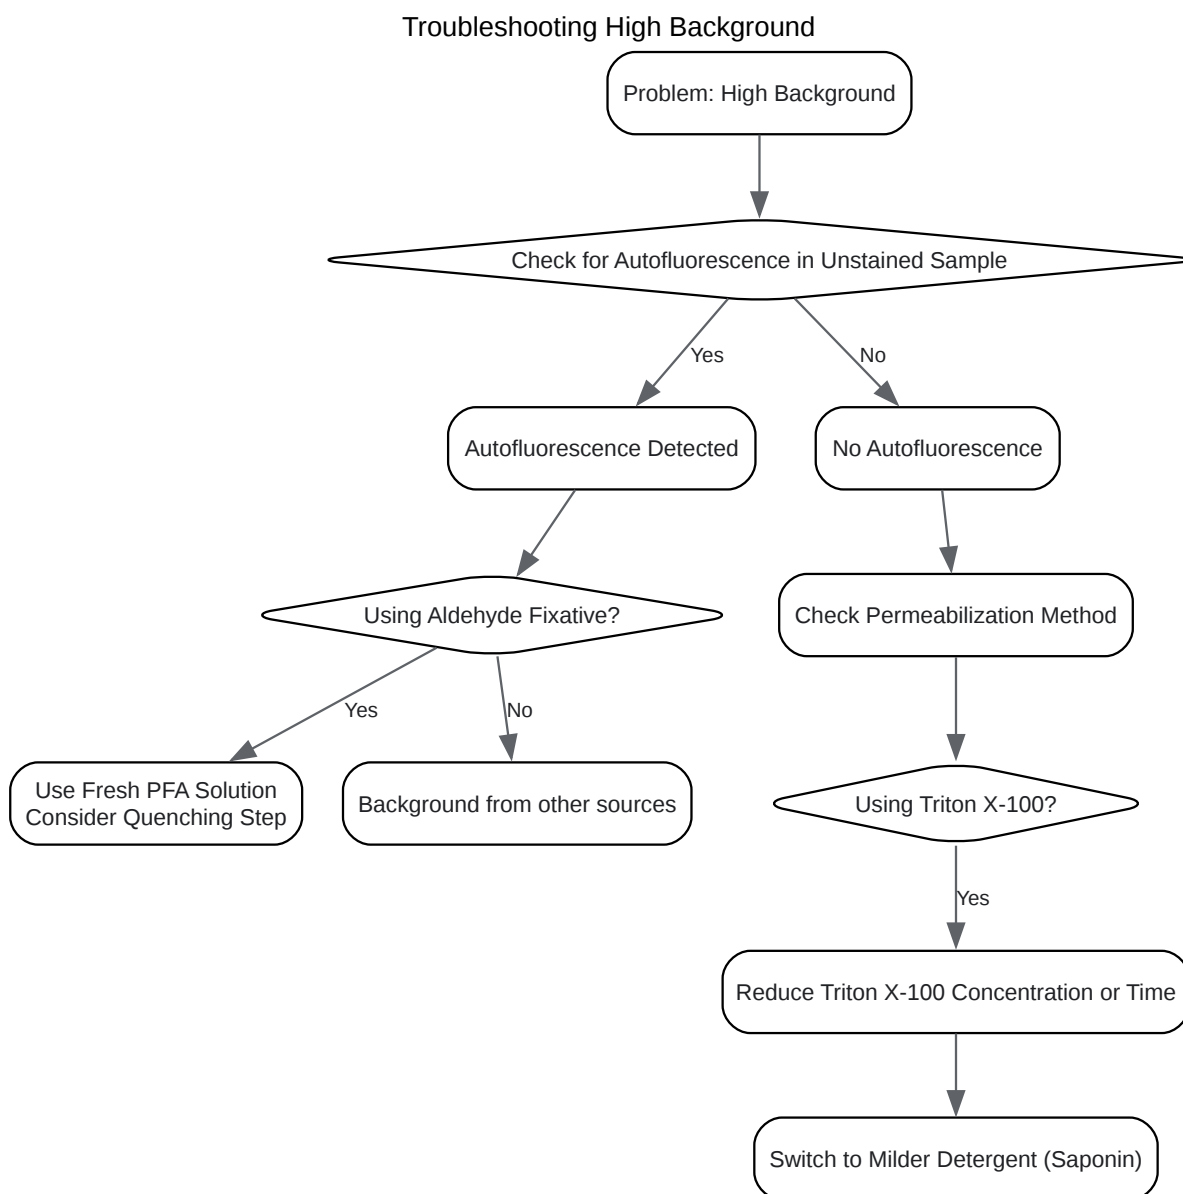 Troubleshooting High Background
Problem: High Background
Check for Autofluorescence in Unstained Sample
Yes
No
Autofluorescence Detected
No Autofluorescence
Using Aldehyde Fixative?
Check Permeabilization Method
Yes
No
Use Fresh PFA Solution
Consider Quenching Step
Background from other sources
Using Triton X-100?
Yes
Reduce Triton X-100 Concentration or Time
Switch to Milder Detergent (Saponin)